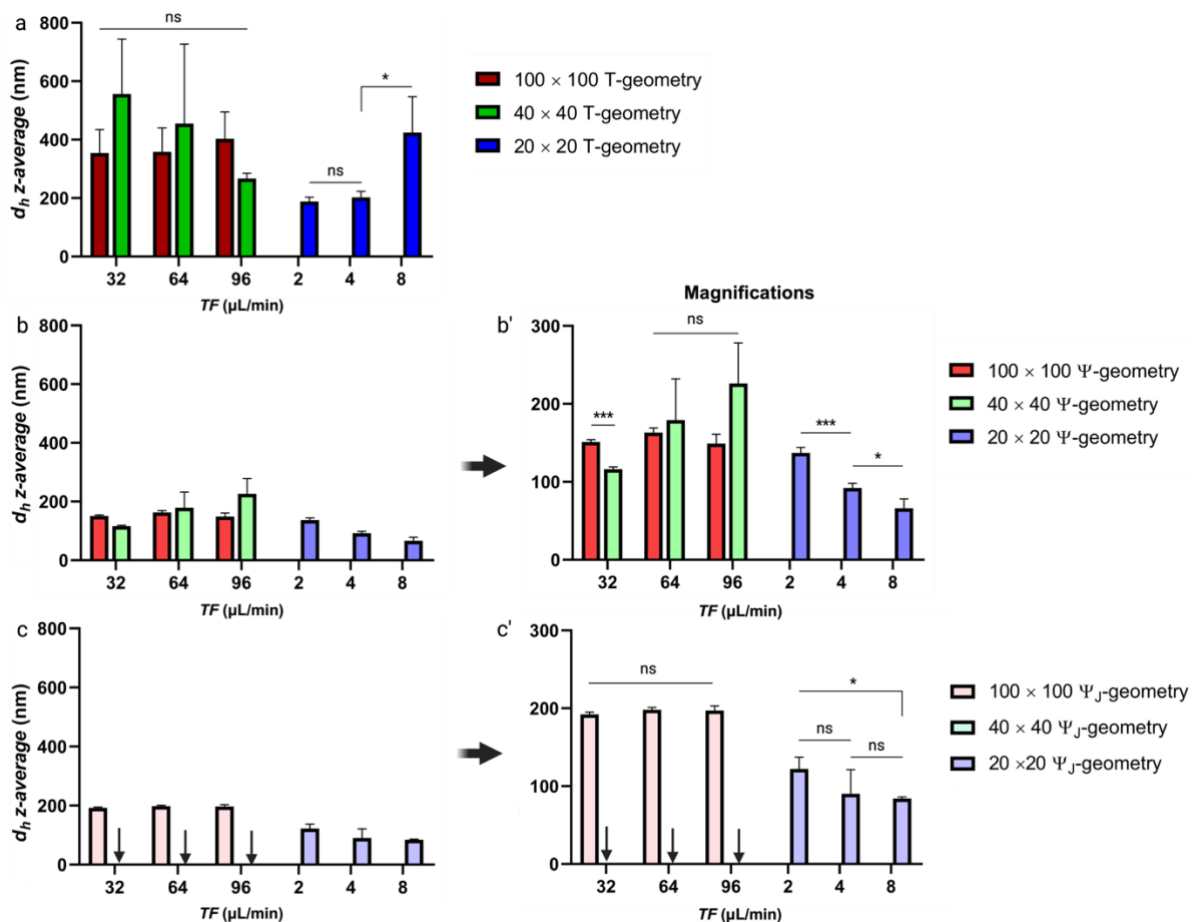 a
800
600
400
200
0
d_h z-average (nm)
ns
ns
*
32 64 96 2 4 8
TF (µL/min)
100 × 100 T-geometry
40 × 40 T-geometry
20 × 20 T-geometry
Magnifications
b
800
600
400
200
0
d_h z-average (nm)
32 64 96 2 4 8
TF (µL/min)
b'
300
200
100
0
***
ns
***
*
32 64 96 2 4 8
TF (µL/min)
100 × 100 Ψ-geometry
40 × 40 Ψ-geometry
20 × 20 Ψ-geometry
c
800
600
400
200
0
d_h z-average (nm)
32 64 96 2 4 8
TF (µL/min)
c'
300
200
100
0
ns
*
ns
ns
32 64 96 2 4 8
TF (µL/min)
100 × 100 Ψ_J-geometry
40 × 40 Ψ_J-geometry
20 ×20 Ψ_J-geometry